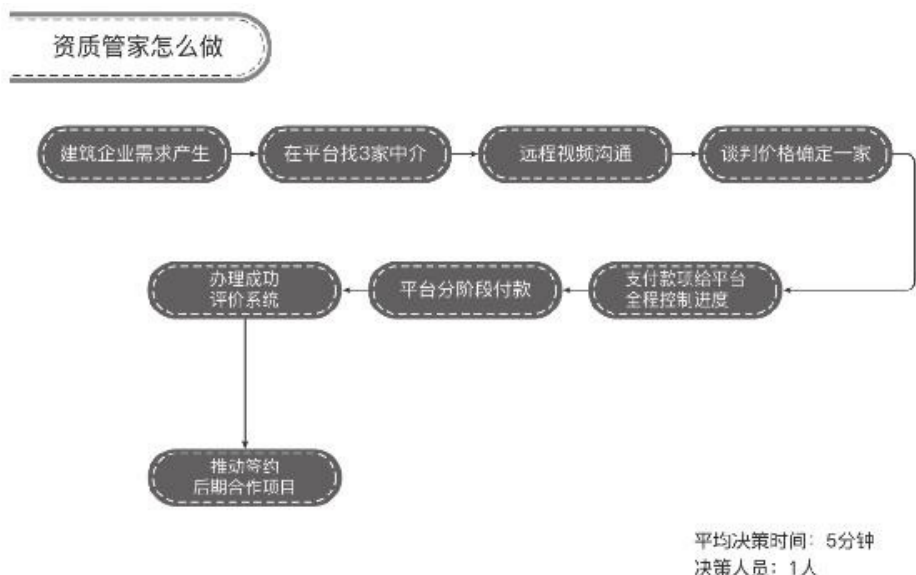 资质管家怎么做
建筑企业需求产生
在平台找3家中介
远程视频沟通
谈判价格确定一家
支付款项给平台
全程控制进度
平台分阶段付款
办理成功
评价系统
推动签约
后期合作项目
平均决策时间：5分钟
决策人员：1人